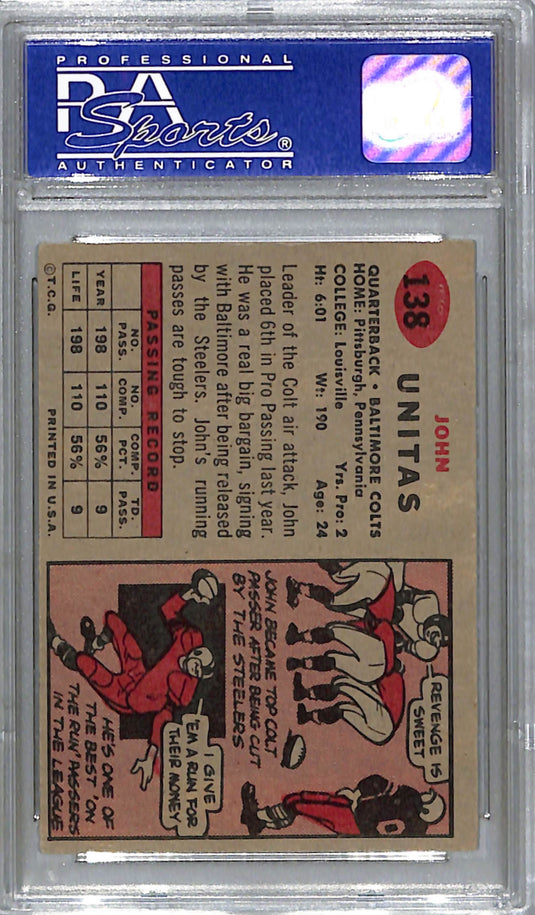 PROFESSIONAL
PSA
Sports®
AUTHENTICATOR
138
JOHN
UNITAS
QUARTERBACK • BALTIMORE COLTS
HOME: Pittsburgh, Pennsylvania
COLLEGE: Louisville Yrs. Pro: 2
Ht: 6:01 Wt: 190 Age: 24
Leader of the Colt air attack, John
placed 6th in Pro Passing last year.
He was a real big bargain, signing
with Baltimore after being released
by the Steelers. John's running
passes are tough to stop.
PASSING RECORD
NO. PASS. NO. COMP. COMP. PCT. TD. PASS.
YEAR 198 110 56% 9
LIFE 198 110 56% 9
©T.C.G. PRINTED IN U.S.A.
REVENGE IS
SWEET
JOHN BECAME TOP COLT
PASSER AFTER BEING CUT
BY THE STEELERS
I GIVE
'EM A RUN FOR
THEIR MONEY
HE'S ONE OF
THE BEST 'ON
THE RUN' PASSERS
IN THE LEAGUE